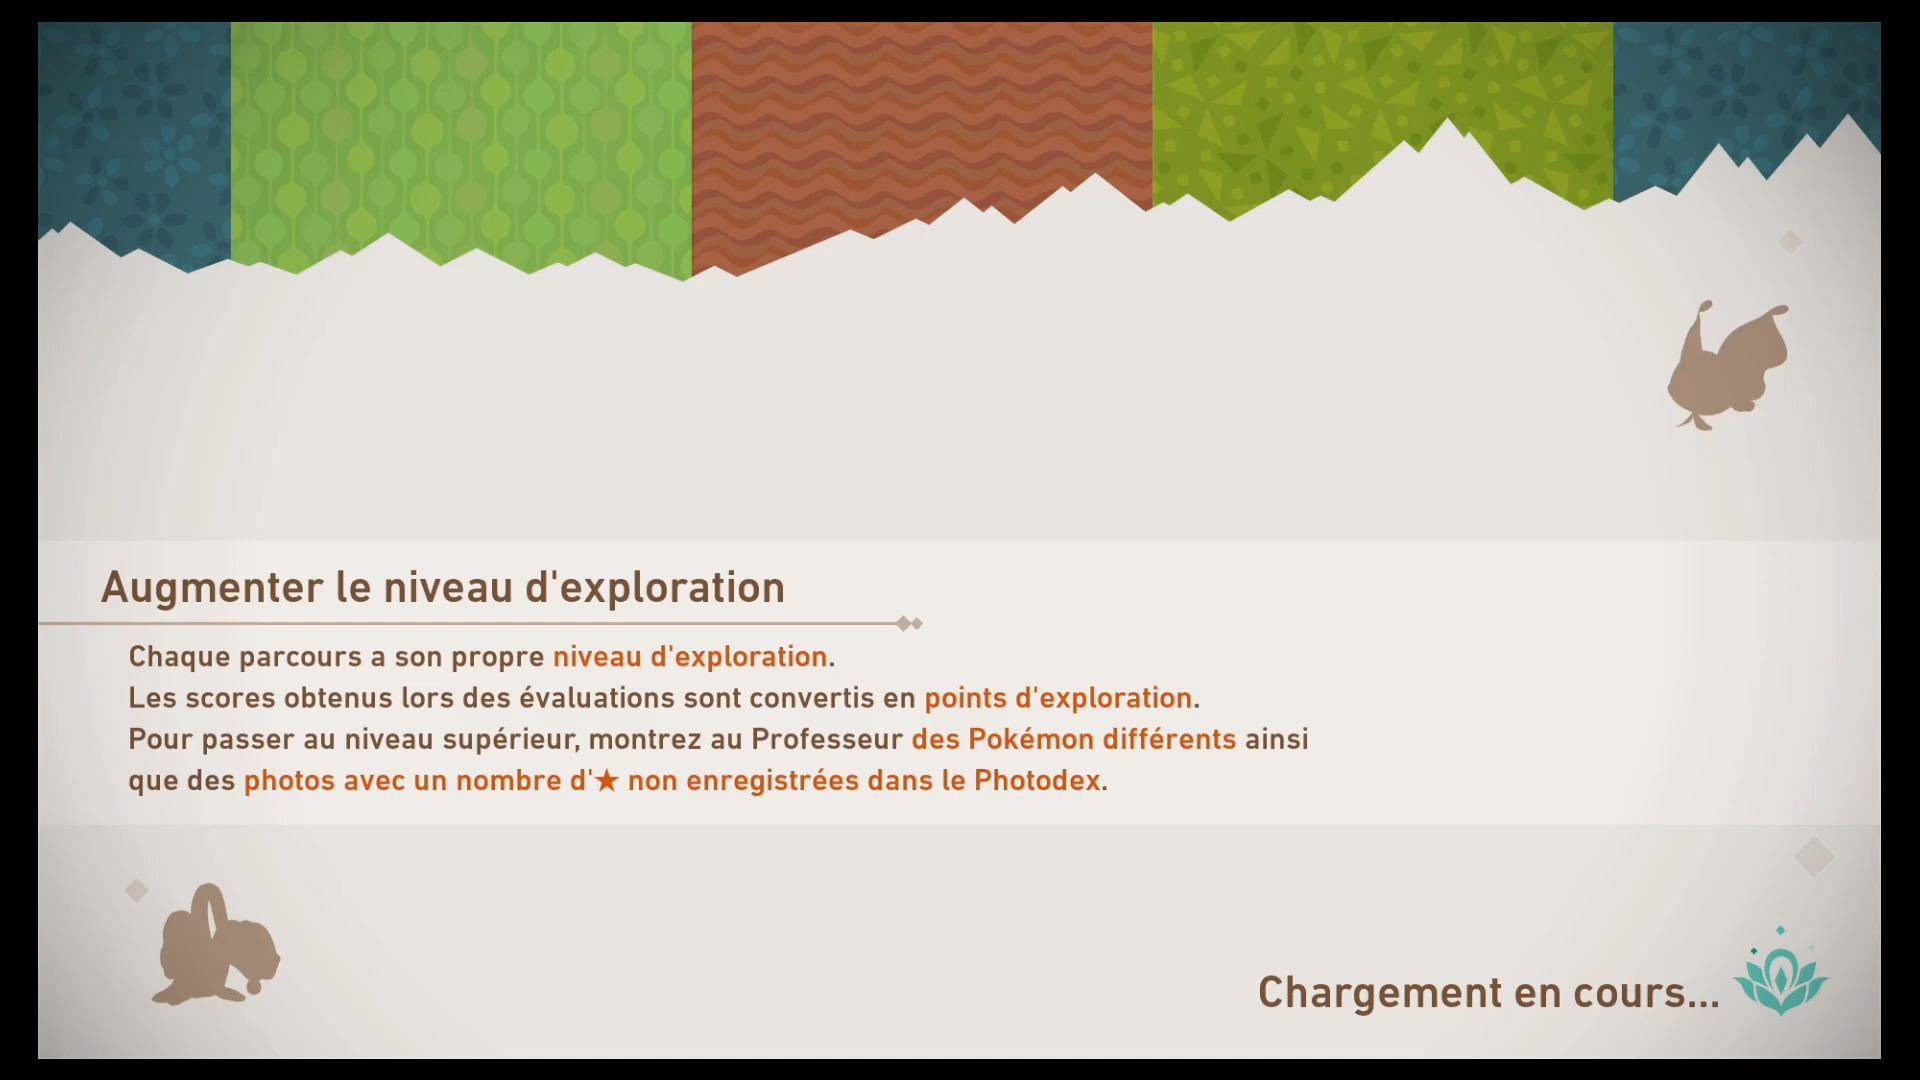 Augmenter le niveau d'exploration
Chaque parcours a son propre niveau d'exploration.
Les scores obtenus lors des évaluations sont convertis en points d'exploration.
Pour passer au niveau supérieur, montrez au Professeur des Pokémon différents ainsi
que des photos avec un nombre d'★ non enregistrées dans le Photodex.
Chargement en cours...